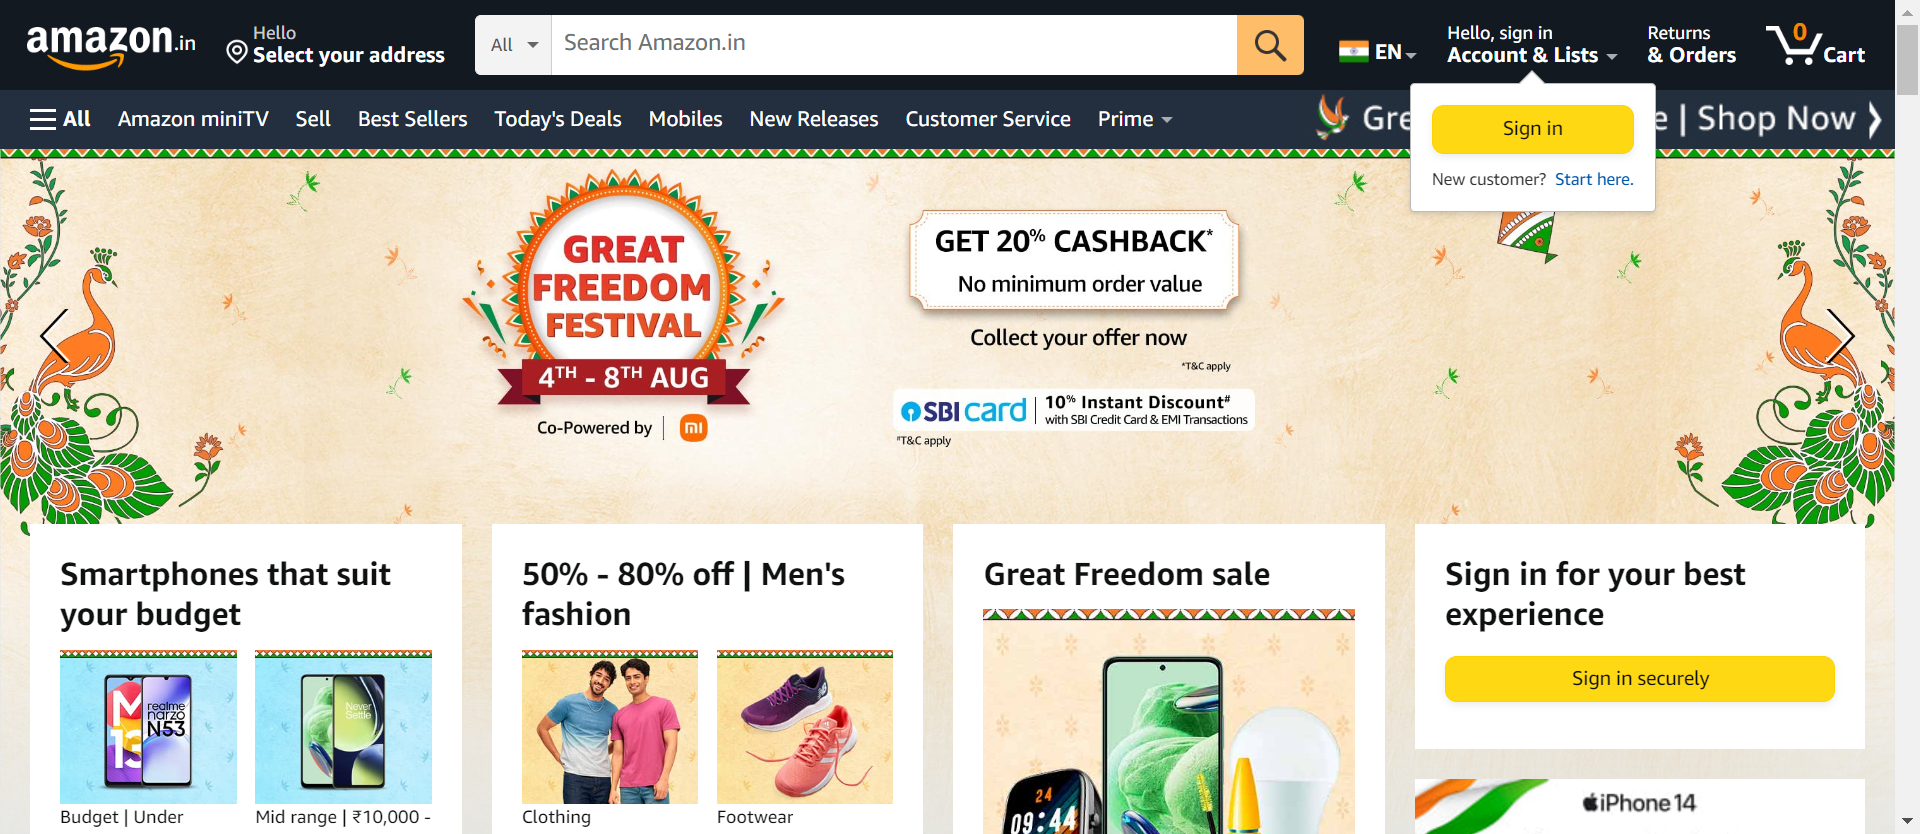 amazon.in
Hello
Select your address
All
Search Amazon.in
EN
Hello, sign in
Account & Lists
Returns
& Orders
0
Cart
All
Amazon miniTV
Sell
Best Sellers
Today's Deals
Mobiles
New Releases
Customer Service
Prime
Gre
e | Shop Now
Sign in
New customer? Start here.
GREAT
FREEDOM
FESTIVAL
4TH - 8TH AUG
Co-Powered by
mi
GET 20% CASHBACK*
No minimum order value
Collect your offer now
*T&C apply
SBI card
10% Instant Discount#
with SBI Credit Card & EMI Transactions
#T&C apply
Smartphones that suit
your budget
M
13
realme
narzo
N53
Never
Settle
Budget | Under
Mid range | ₹10,000 -
50% - 80% off | Men's
fashion
Clothing
Footwear
Great Freedom sale
24
09:44
Sign in for your best
experience
Sign in securely
iPhone 14